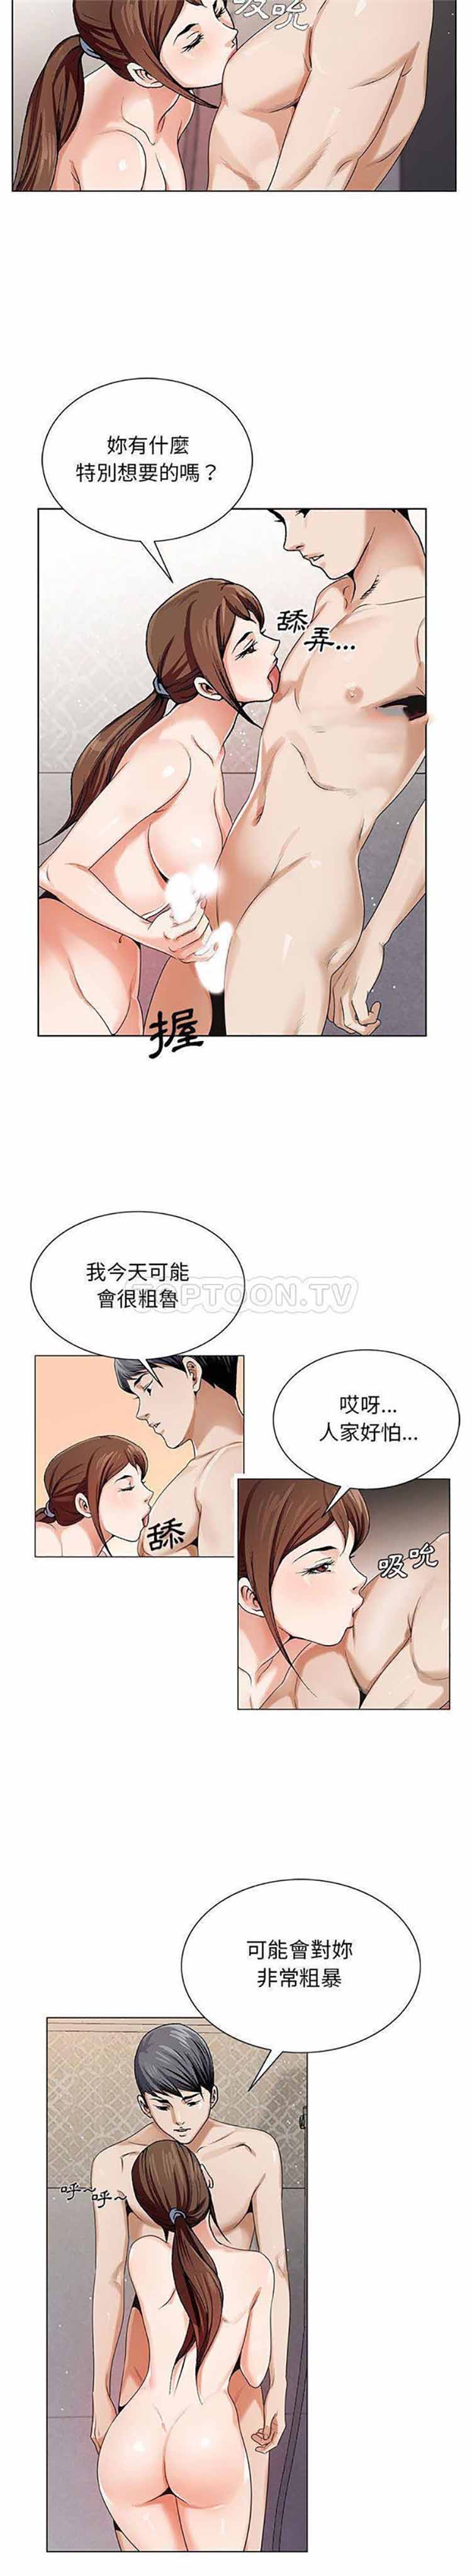 吸吮
妳有什麼
特別想要的嗎？
舔
弄...
握
我今天可能
會很粗魯
TOPTOON.TV
哎呀...
人家好怕...
舔
吸吮
可能會對妳
非常粗暴
呼~
呼~